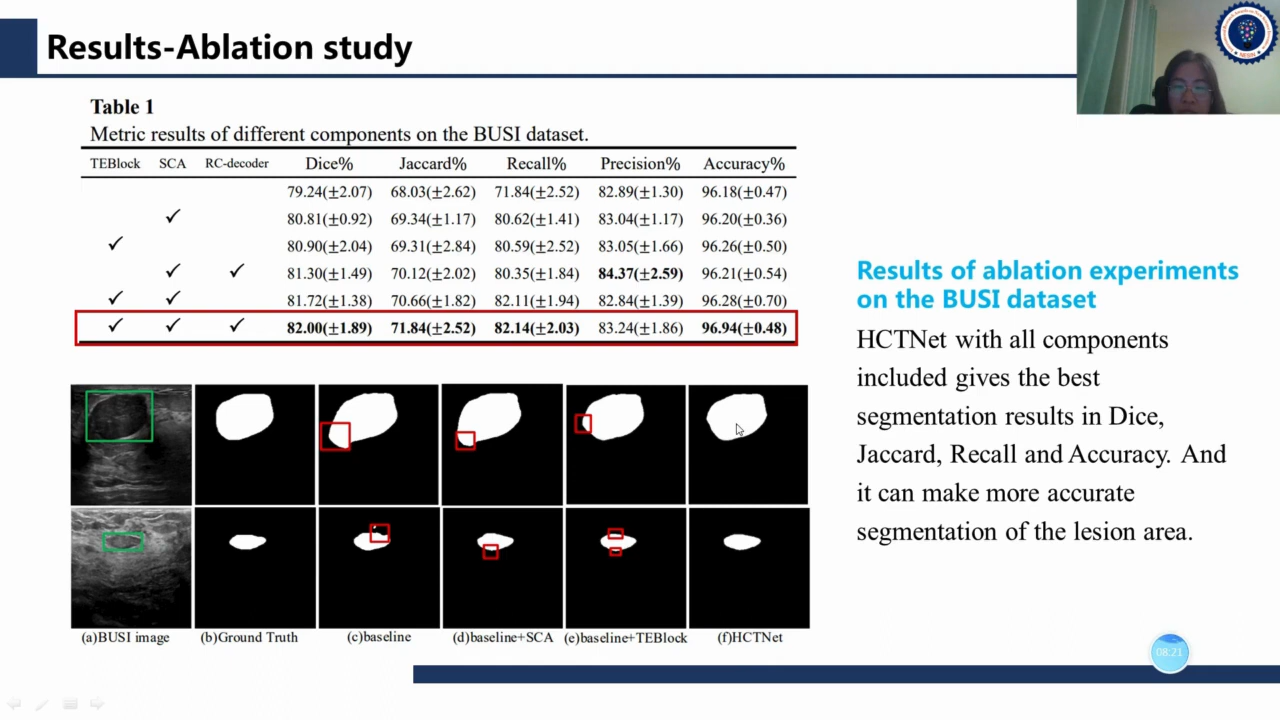 Results-Ablation study
Table 1
Metric results of different components on the BUSI dataset.
TEBlock SCA RC-decoder Dice% Jaccard% Recall% Precision% Accuracy%
79.24(±2.07) 68.03(±2.62) 71.84(±2.52) 82.89(±1.30) 96.18(±0.47)
✓ 80.81(±0.92) 69.34(±1.17) 80.62(±1.41) 83.04(±1.17) 96.20(±0.36)
✓ 80.90(±2.04) 69.31(±2.84) 80.59(±2.52) 83.05(±1.66) 96.26(±0.50)
✓ ✓ 81.30(±1.49) 70.12(±2.02) 80.35(±1.84) 84.37(±2.59) 96.21(±0.54)
✓ ✓ 81.72(±1.38) 70.66(±1.82) 82.11(±1.94) 82.84(±1.39) 96.28(±0.70)
✓ ✓ ✓ 82.00(±1.89) 71.84(±2.52) 82.14(±2.03) 83.24(±1.86) 96.94(±0.48)
(a)BUSI image (b)Ground Truth (c)baseline (d)baseline+SCA (e)baseline+TEBlock (f)HCTNet
Results of ablation experiments
on the BUSI dataset
HCTNet with all components
included gives the best
segmentation results in Dice,
Jaccard, Recall and Accuracy. And
it can make more accurate
segmentation of the lesion area.
08:21